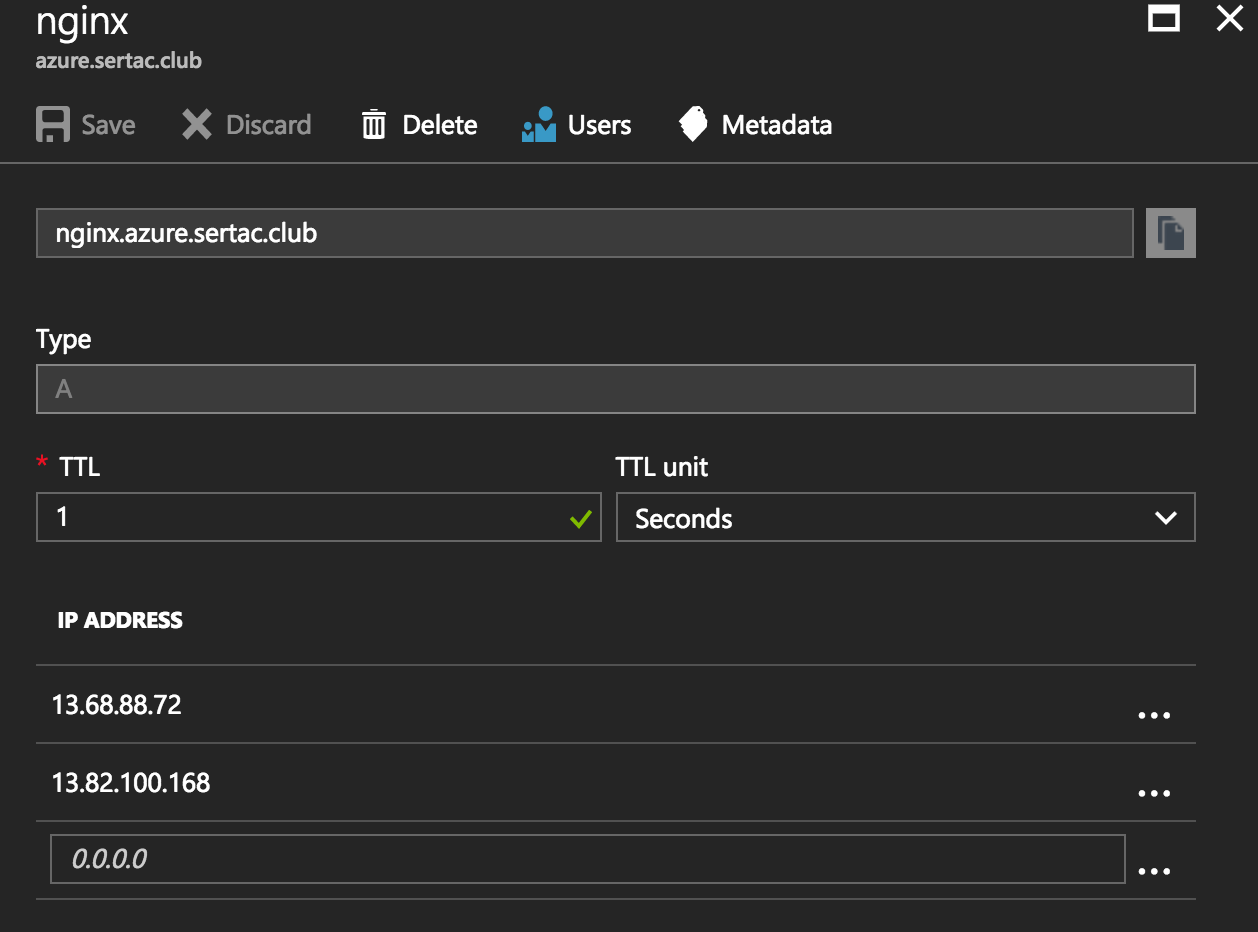 nginx
azure.sertac.club
Save Discard Delete Users Metadata
nginx.azure.sertac.club
Type
A
* TTL TTL unit
1 Seconds
IP ADDRESS
13.68.88.72
13.82.100.168
0.0.0.0